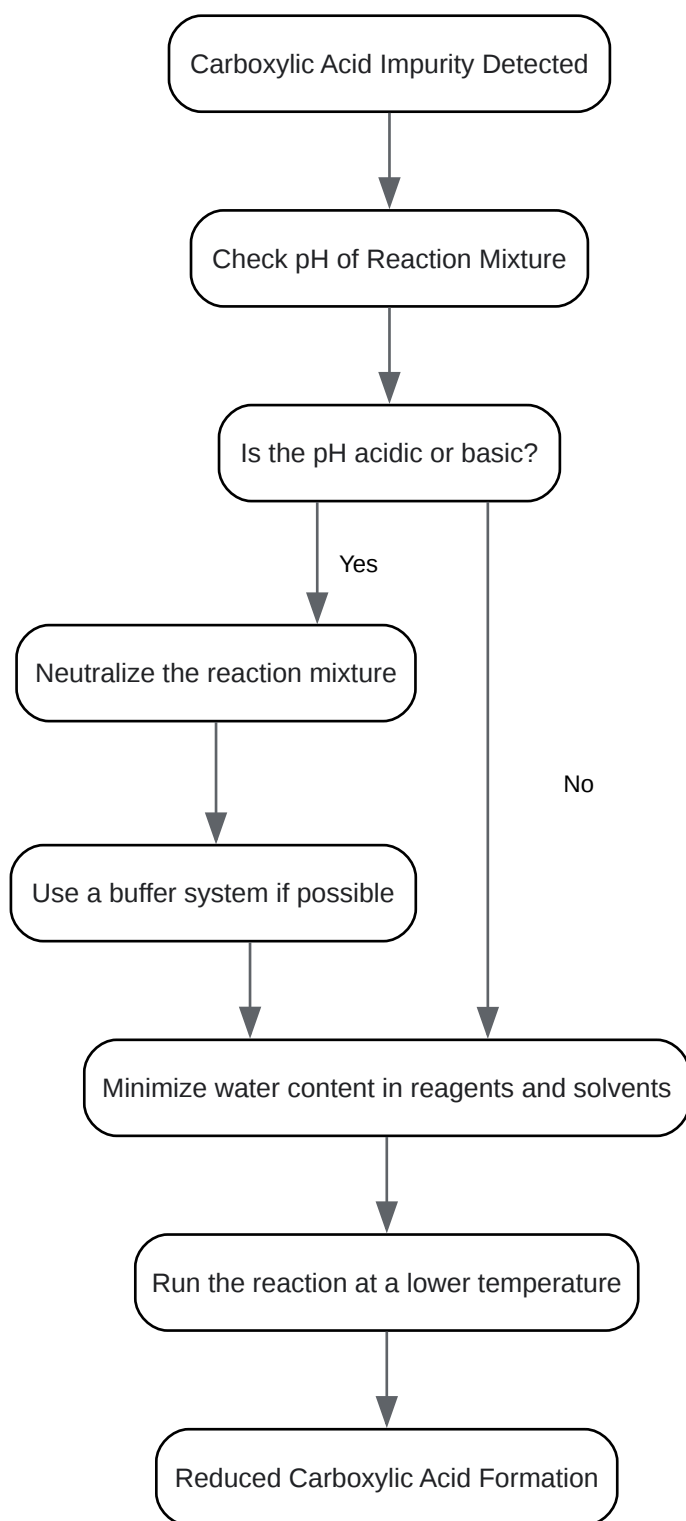 Carboxylic Acid Impurity Detected
Check pH of Reaction Mixture
Is the pH acidic or basic?
Yes
Neutralize the reaction mixture
No
Use a buffer system if possible
Minimize water content in reagents and solvents
Run the reaction at a lower temperature
Reduced Carboxylic Acid Formation